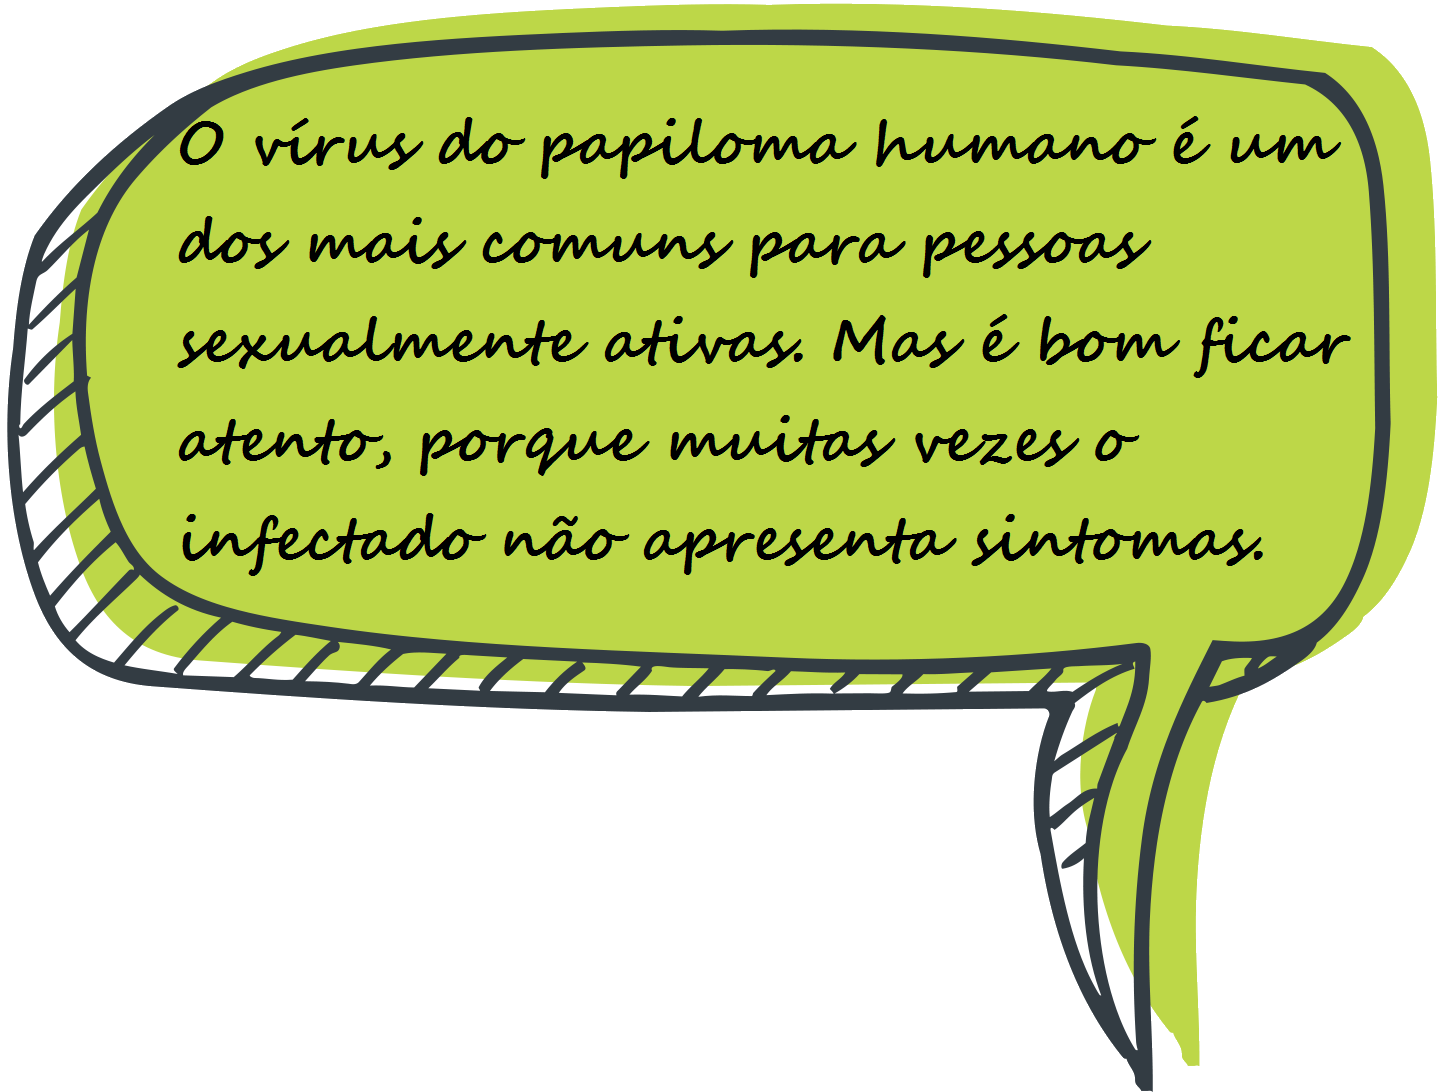 O vírus do papiloma humano é um
dos mais comuns para pessoas
sexualmente ativas. Mas é bom ficar
atento, porque muitas vezes o
infectado não apresenta sintomas.